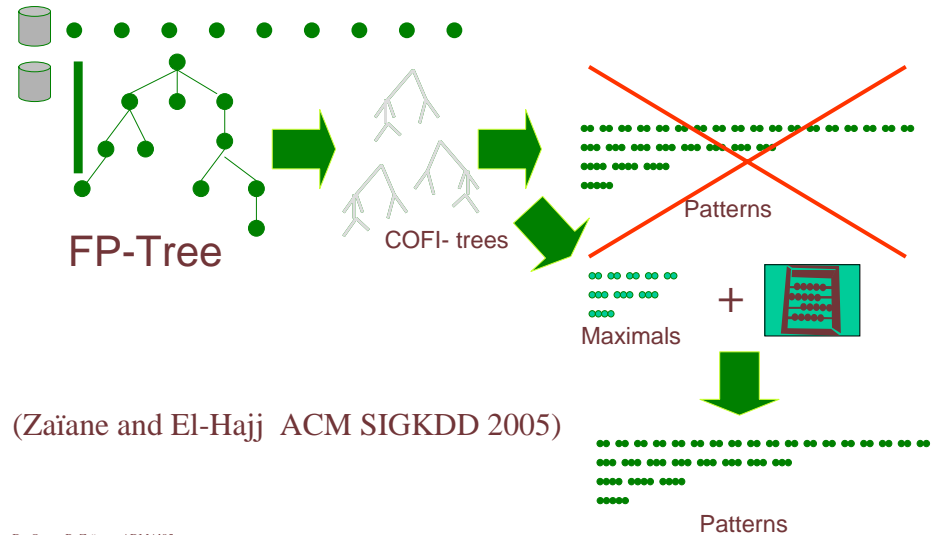 Patterns
COFI- trees
FP-Tree
+
Maximals
(Zaïane and El-Hajj ACM SIGKDD 2005)
Patterns